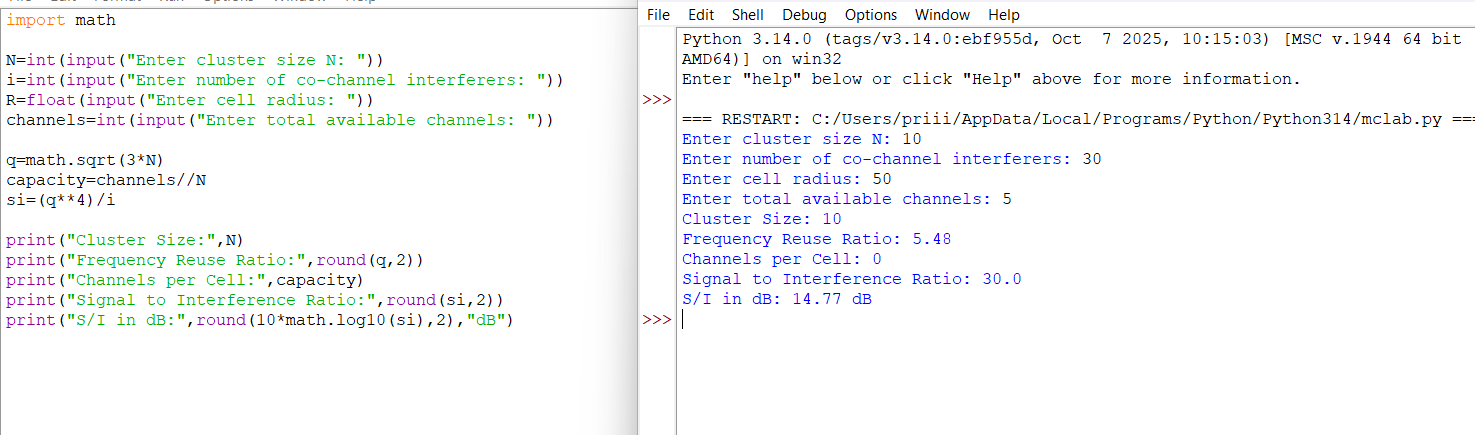 import math
N=int(input("Enter cluster size N: "))
i=int(input("Enter number of co-channel interferers: "))
R=float(input("Enter cell radius: "))
channels=int(input("Enter total available channels: "))
q=math.sqrt(3*N)
capacity=channels//N
si=(q**4)/i
print("Cluster Size:",N)
print("Frequency Reuse Ratio:",round(q,2))
print("Channels per Cell:",capacity)
print("Signal to Interference Ratio:",round(si,2))
print("S/I in dB:",round(10*math.log10(si),2),"dB")
File Edit Shell Debug Options Window Help
Python 3.14.0 (tags/v3.14.0:ebf955d, Oct  7 2025, 10:15:03) [MSC v.1944 64 bit
AMD64)] on win32
Enter "help" below or click "Help" above for more information.
>>>
=== RESTART: C:/Users/priii/AppData/Local/Programs/Python/Python314/mclab.py ===
Enter cluster size N: 10
Enter number of co-channel interferers: 30
Enter cell radius: 50
Enter total available channels: 5
Cluster Size: 10
Frequency Reuse Ratio: 5.48
Channels per Cell: 0
Signal to Interference Ratio: 30.0
S/I in dB: 14.77 dB
>>>